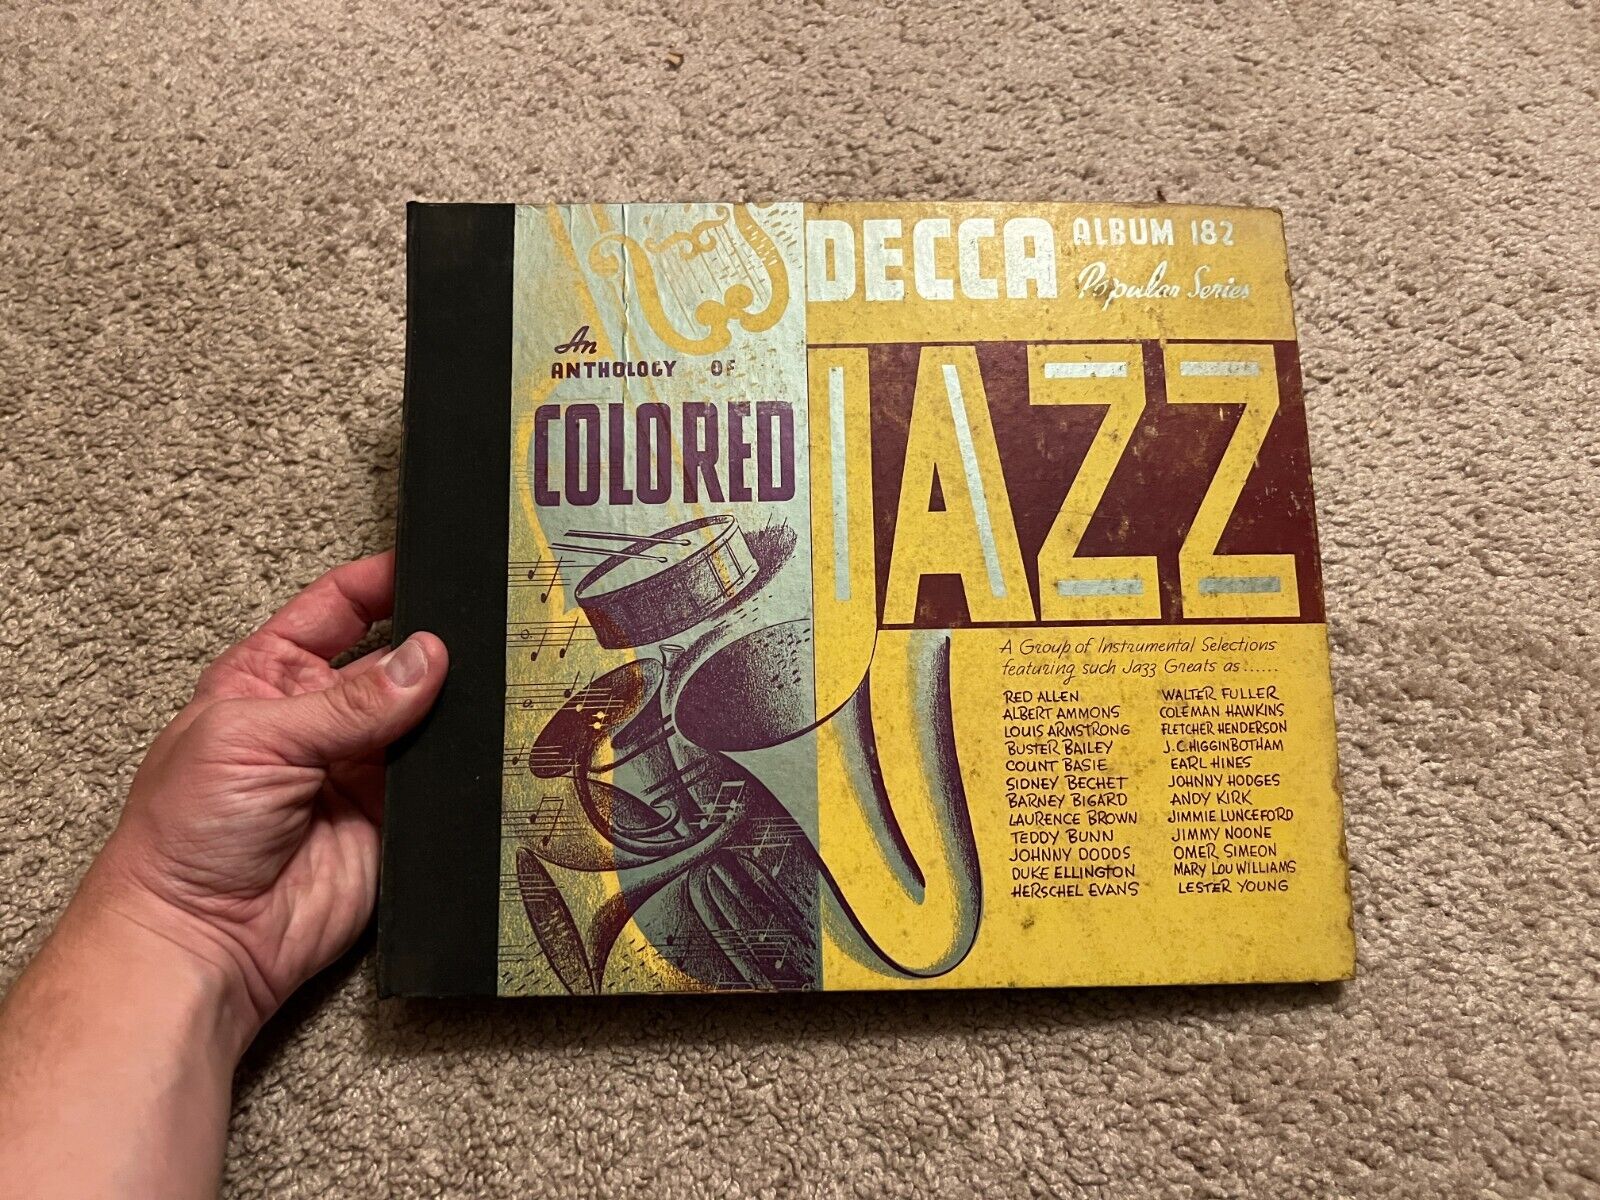 An
ANTHOLOGY OF
COLORED
DECCA
ALBUM 182
Popular Series
JAZZ
A Group of Instrumental Selections
featuring such Jazz Greats as......
RED ALLEN
ALBERT AMMONS
LOUIS ARMSTRONG
BUSTER BAILEY
COUNT BASIE
SIDNEY BECHET
BARNEY BIGARD
LAURENCE BROWN
TEDDY BUNN
JOHNNY DODDS
DUKE ELLINGTON
HERSCHEL EVANS
WALTER FULLER
COLEMAN HAWKINS
FLETCHER HENDERSON
J.C.HIGGINBOTHAM
EARL HINES
JOHNNY HODGES
ANDY KIRK
JIMMIE LUNCEFORD
JIMMY NOONE
OMER SIMEON
MARY LOU WILLIAMS
LESTER YOUNG